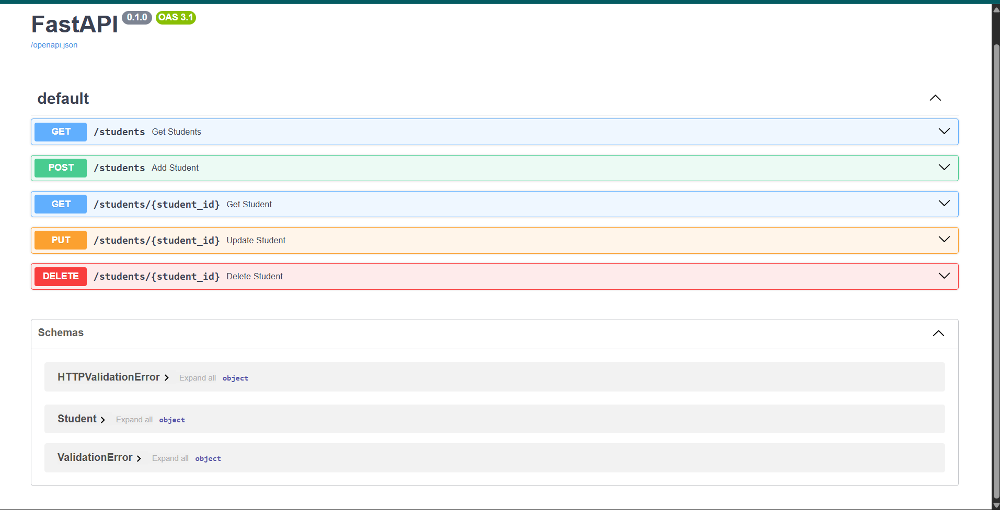 FastAPI 0.1.0 OAS 3.1
/openapi.json
default
GET /students Get Students
POST /students Add Student
GET /students/{student_id} Get Student
PUT /students/{student_id} Update Student
DELETE /students/{student_id} Delete Student
Schemas
HTTPValidationError Expand all object
Student Expand all object
ValidationError Expand all object